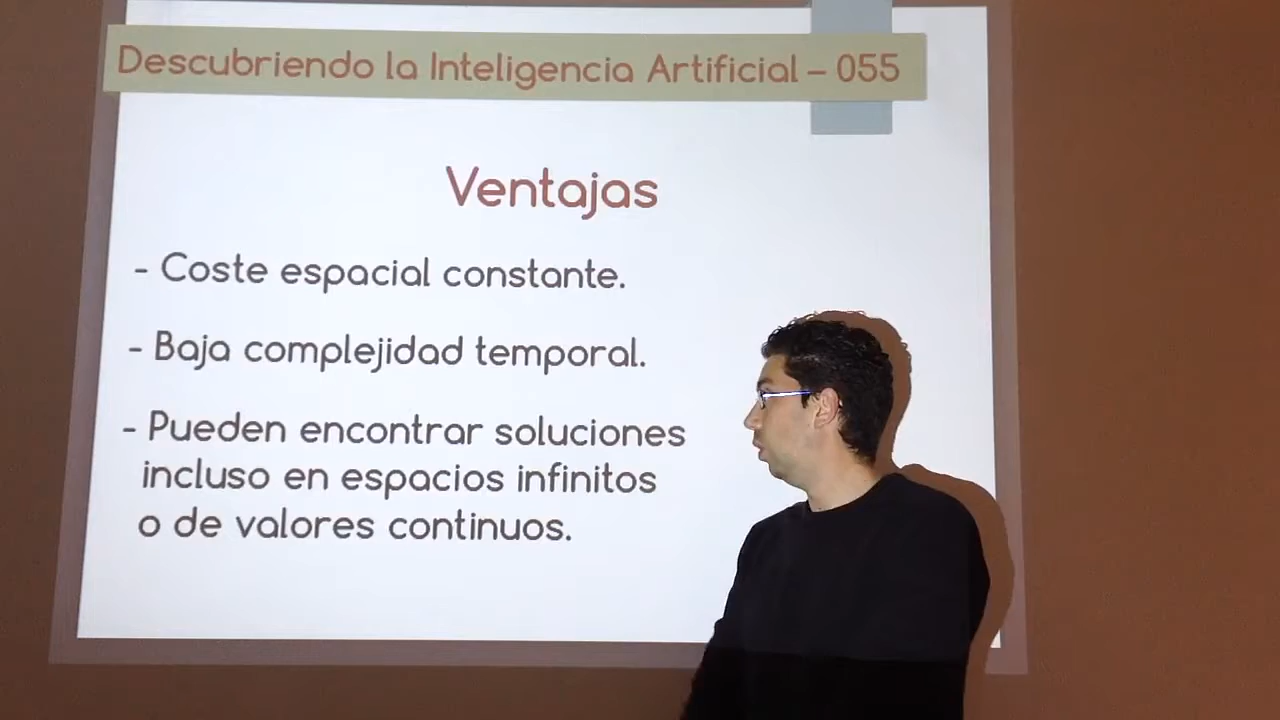 Descubriendo la Inteligencia Artificial – 055
Ventajas
- Coste espacial constante.
- Baja complejidad temporal.
- Pueden encontrar soluciones
incluso en espacios infinitos
o de valores continuos.